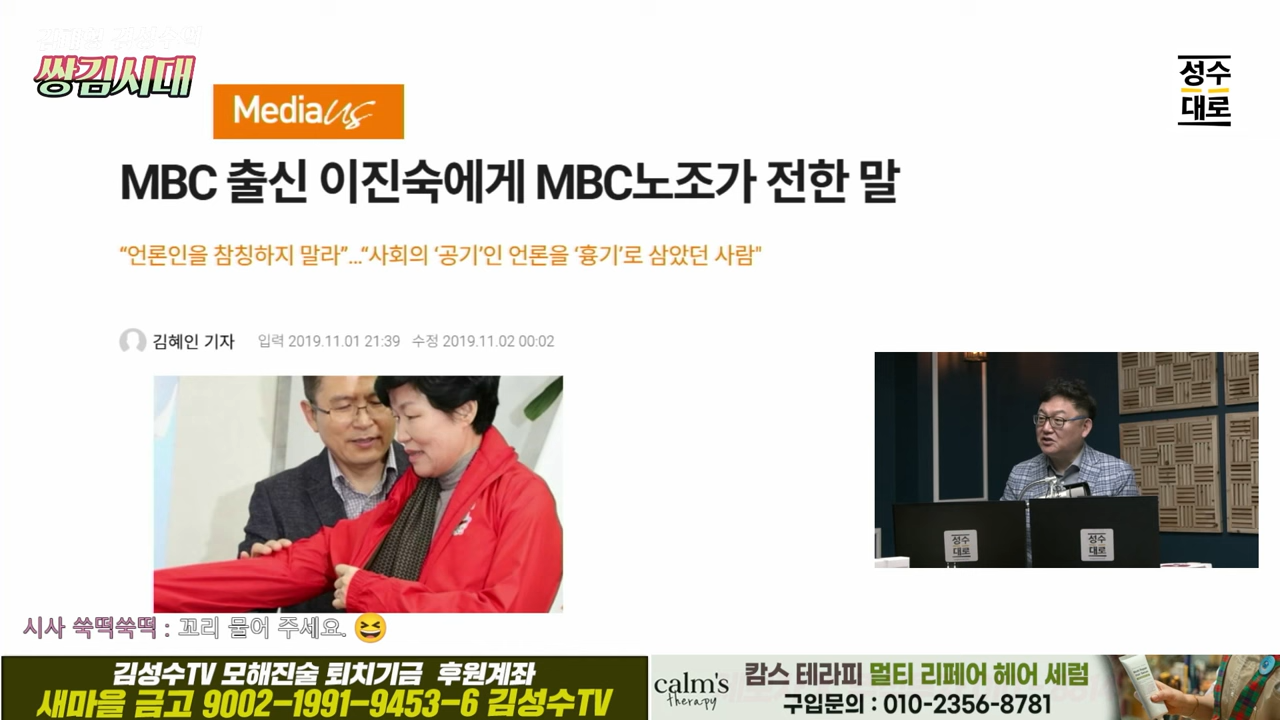 쌍김시대
성수
대로
Mediaus
MBC 출신 이진숙에게 MBC노조가 전한 말
“언론인을 참칭하지 말라”...“사회의 ‘공기’인 언론을 ‘흉기’로 삼았던 사람"
김혜인 기자 입력 2019.11.01 21:39 수정 2019.11.02 00:02
성수
대로
성수
대로
시사 쑥떡쑥떡 : 꼬리 물어 주세요. 😆
김성수TV 모해진술 퇴치기금 후원계좌
새마을 금고 9002-1991-9453-6 김성수TV
calm's
therapy
캄스 테라피 멀티 리페어 헤어 세럼
구입문의 : 010-2356-8781